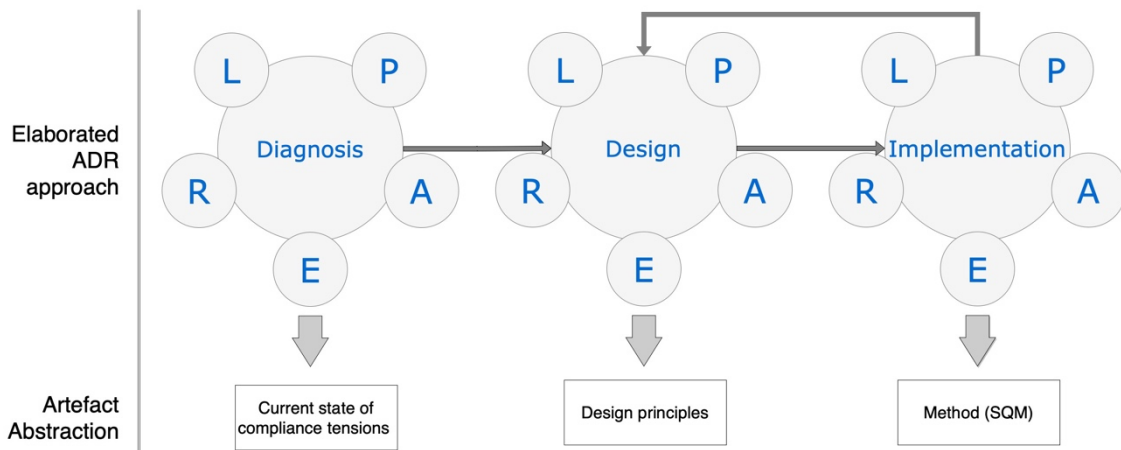 Elaborated
ADR
approach
L
P
Diagnosis
R
A
E
L
P
Design
R
A
E
L
P
Implementation
R
A
E
Artefact
Abstraction
Current state of
compliance tensions
Design principles
Method (SQM)